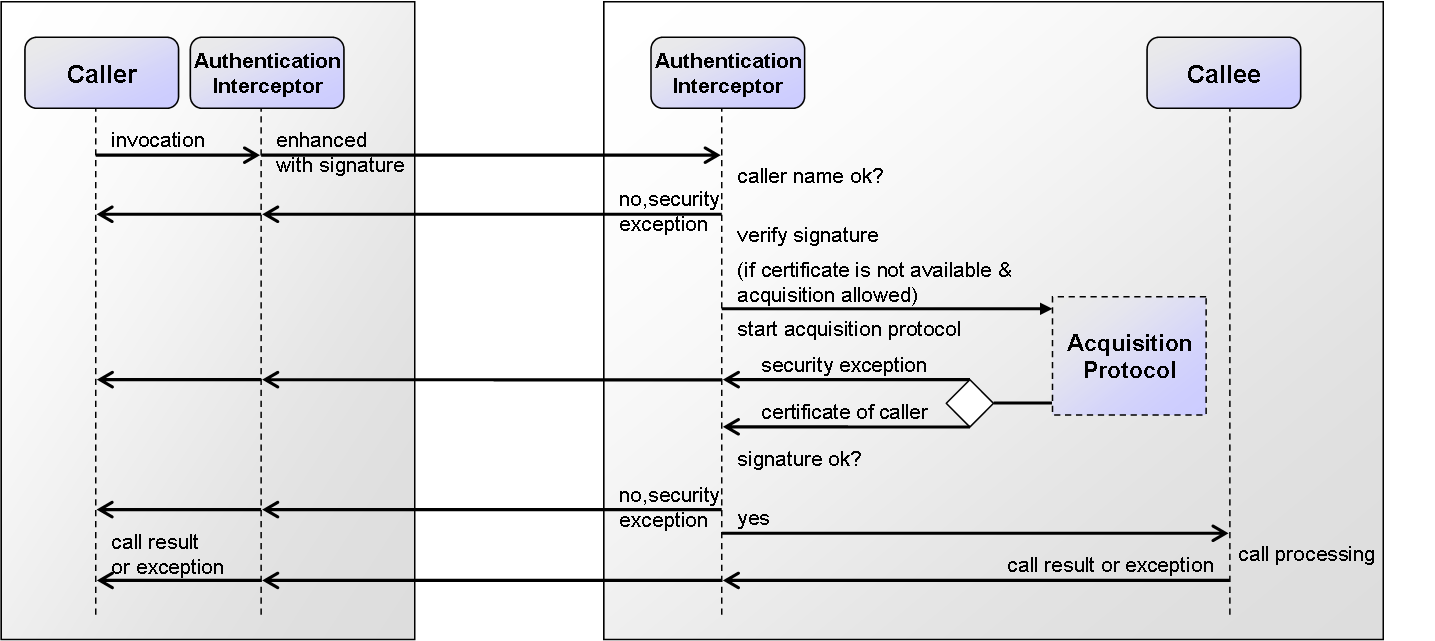 Caller
Authentication
Interceptor
Authentication
Interceptor
Callee
invocation
enhanced
with signature
caller name ok?
no,security
exception
verify signature
(if certificate is not available &
acquisition allowed)
start acquisition protocol
Acquisition
Protocol
security exception
certificate of caller
signature ok?
no,security
exception
yes
call result
or exception
call processing
call result or exception